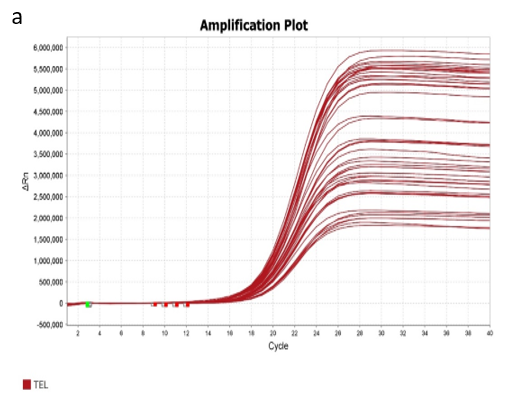 a
Amplification Plot
6,000,000
5,500,000
5,000,000
4,500,000
4,000,000
3,500,000
3,000,000
2,500,000
2,000,000
1,500,000
1,000,000
500,000
0
-500,000
ΔRn
2 4 6 8 10 12 14 16 18 20 22 24 26 28 30 32 34 36 38 40
Cycle
TEL